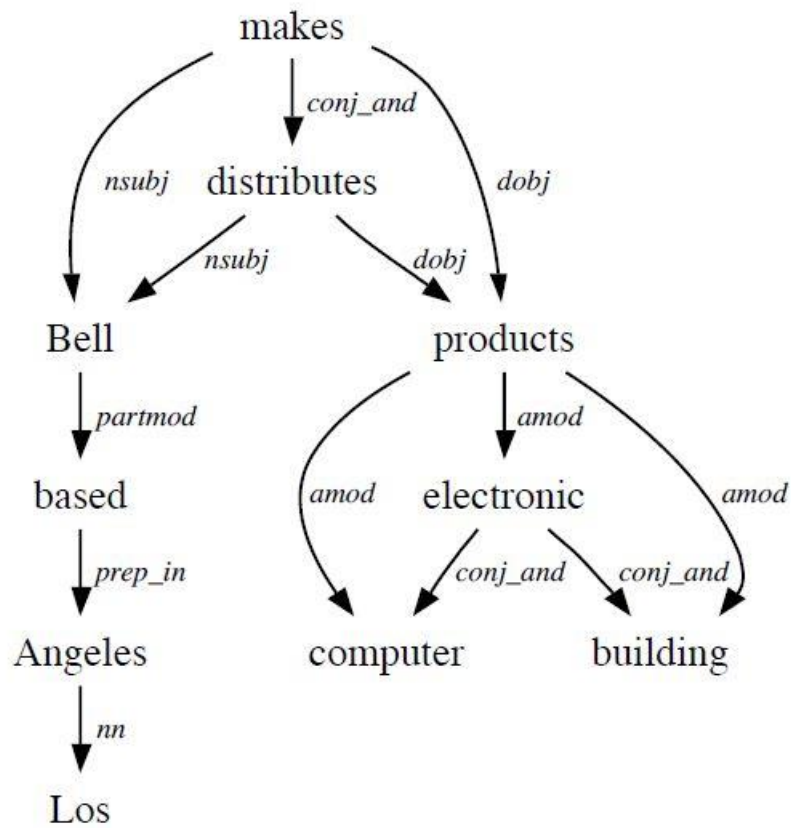 makes
conj_and
nsubj distributes dobj
nsubj dobj
Bell products
partmod amod
based amod electronic amod
prep_in conj_and conj_and
Angeles computer building
nn
Los